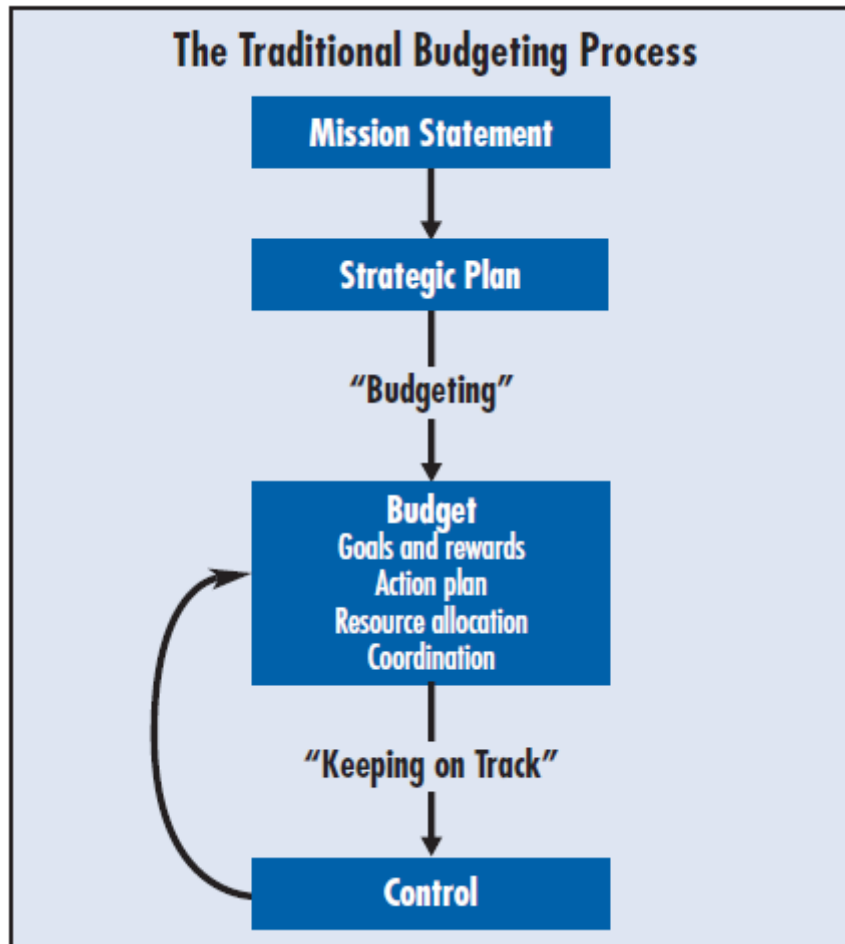 The Traditional Budgeting Process
Mission Statement
Strategic Plan
“Budgeting”
Budget
Goals and rewards
Action plan
Resource allocation
Coordination
“Keeping on Track”
Control